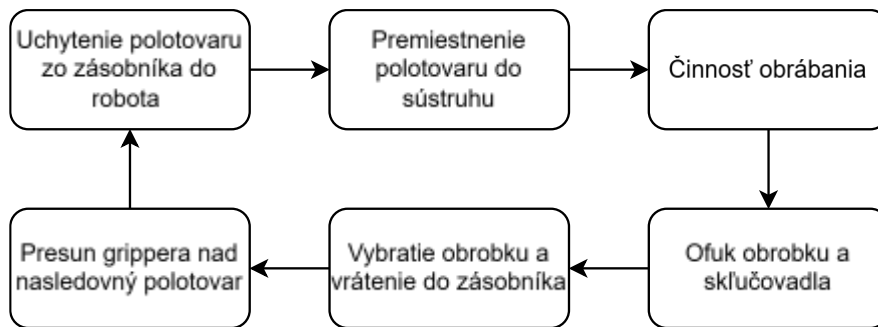 Uchytenie polotovaru
zo zásobníka do
robota
Premiestnenie
polotovaru do
sústruhu
Činnosť obrábania
Ofuk obrobku a
skľučovadla
Vybratie obrobku a
vrátenie do zásobníka
Presun grippera nad
nasledovný polotovar